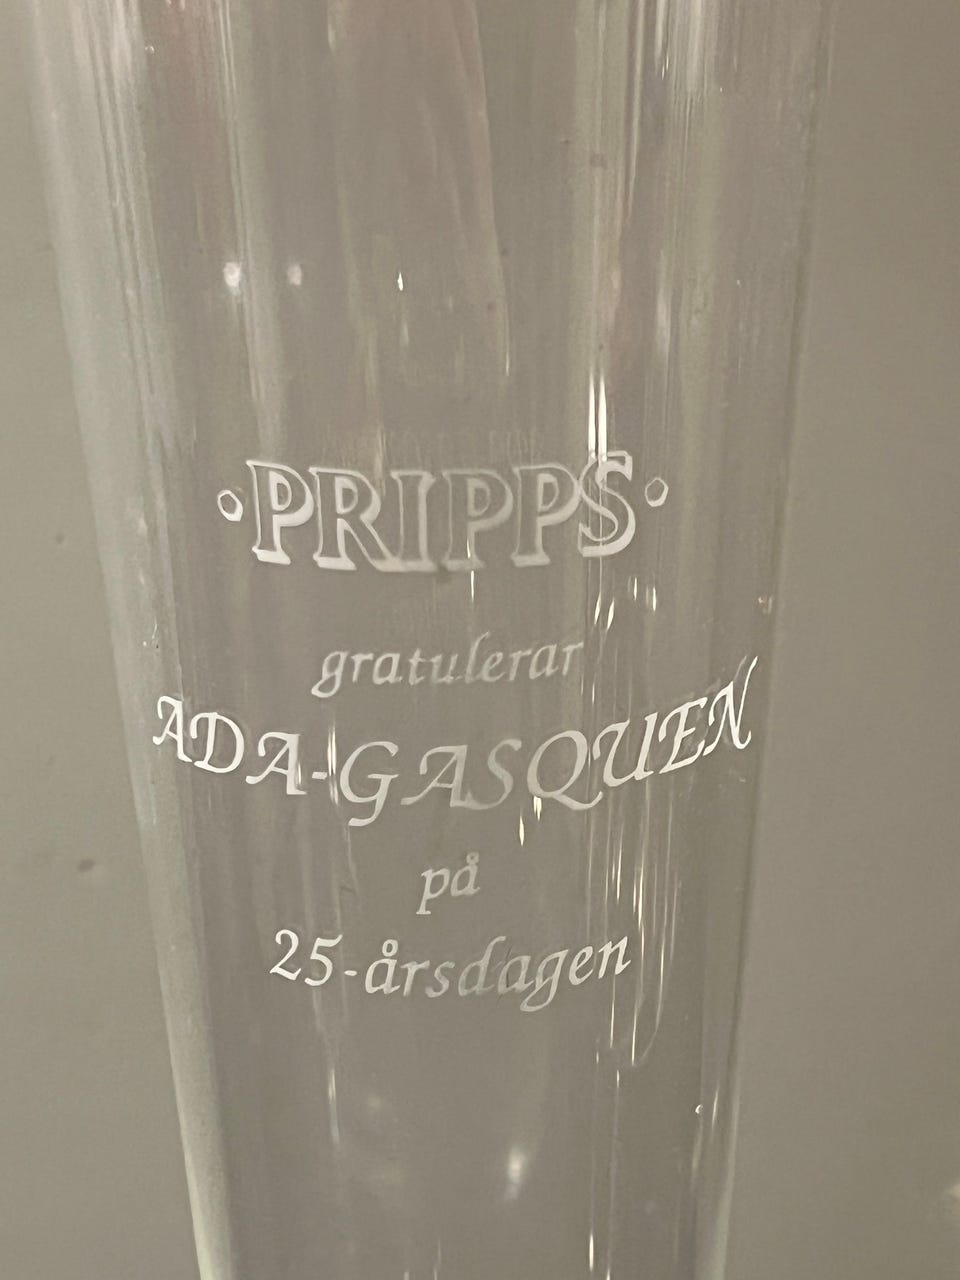 ·PRIPPS·
gratulerar
ADA-GASQUEN
på
25-årsdagen